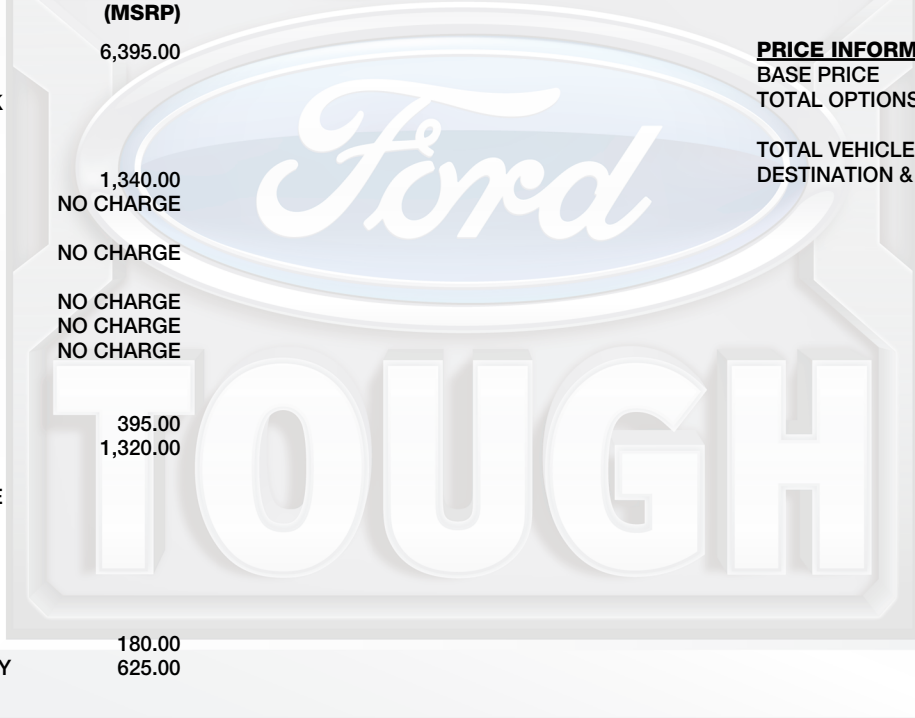 (MSRP)
6,395.00
K
1,340.00
NO CHARGE
NO CHARGE
NO CHARGE
NO CHARGE
NO CHARGE
395.00
1,320.00
E
180.00
Y 625.00
PRICE INFORM
BASE PRICE
TOTAL OPTIONS
TOTAL VEHICLE
DESTINATION &
Ford
TOUGH